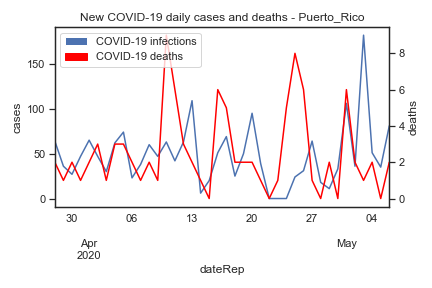 New COVID-19 daily cases and deaths - Puerto_Rico
COVID-19 infections
COVID-19 deaths
cases
150
100
50
0
deaths
8
6
4
2
0
30 06 13 20 27 04
Apr May
2020
dateRep